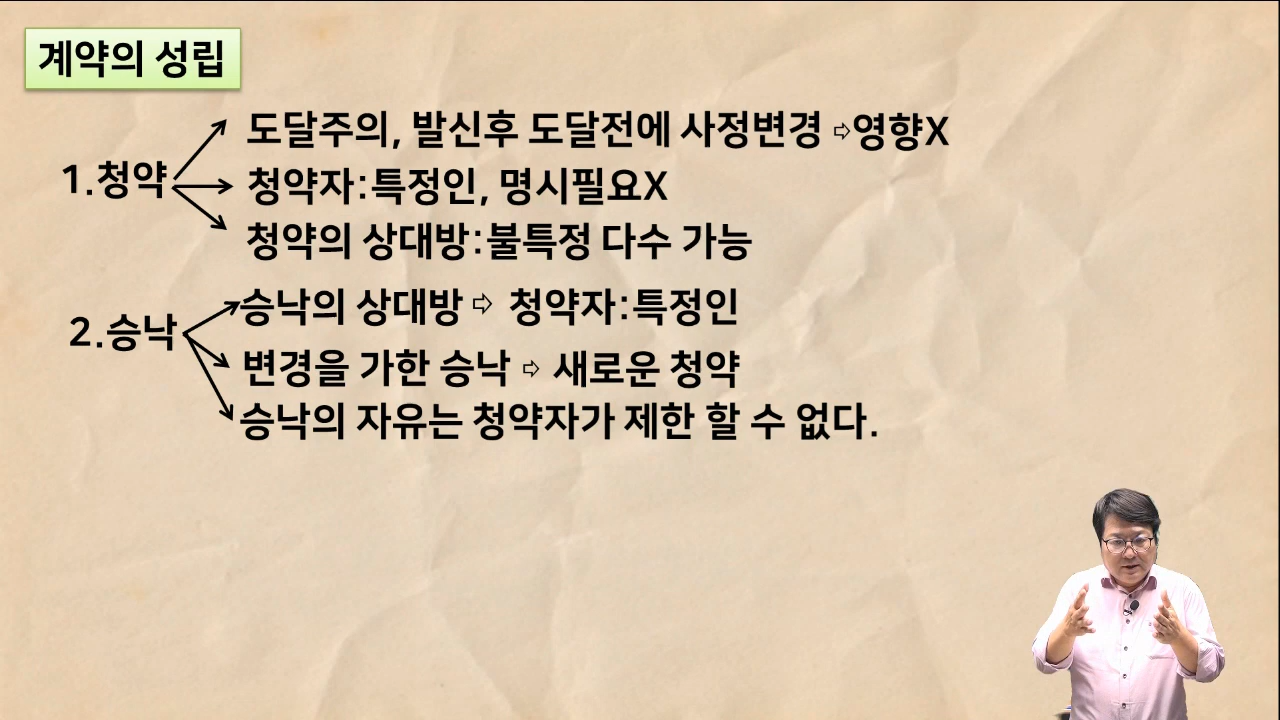 계약의 성립
1.청약
도달주의, 발신후 도달전에 사정변경 ⇨영향X
청약자:특정인, 명시필요X
청약의 상대방:불특정 다수 가능
2.승낙
승낙의 상대방 ⇨ 청약자:특정인
변경을 가한 승낙 ⇨ 새로운 청약
승낙의 자유는 청약자가 제한 할 수 없다.